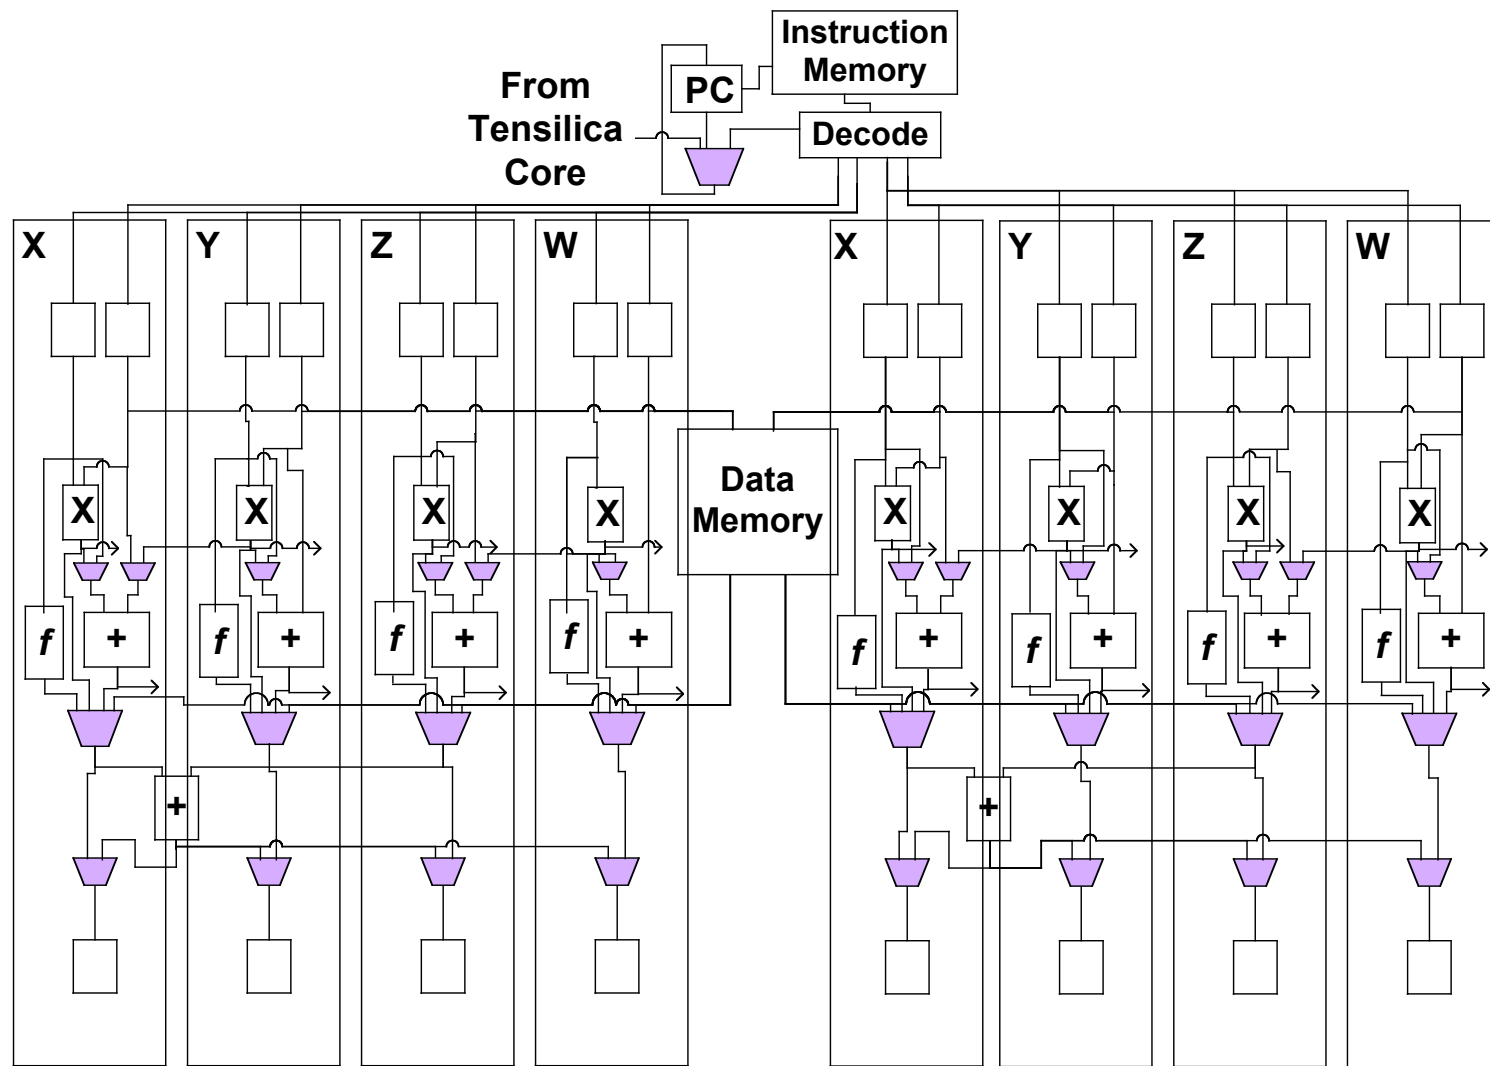 Instruction
Memory
From
Tensilica
Core
PC
Decode
X Y Z W X Y Z W
X X X X X X X X
Data
Memory
f + f + f + f + f + f + f + f +
+ +